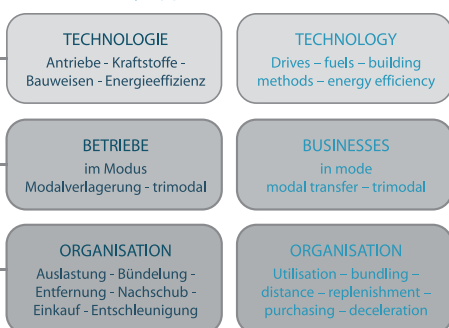 TECHNOLOGIE
Antriebe - Kraftstoffe -
Bauweisen - Energieeffizienz
TECHNOLOGY
Drives – fuels – building
methods – energy efficiency
BETRIEBE
im Modus
Modalverlagerung - trimodal
BUSINESSES
in mode
modal transfer – trimodal
ORGANISATION
Auslastung - Bündelung -
Entfernung - Nachschub -
Einkauf - Entschleunigung
ORGANISATION
Utilisation – bundling –
distance – replenishment –
purchasing – deceleration